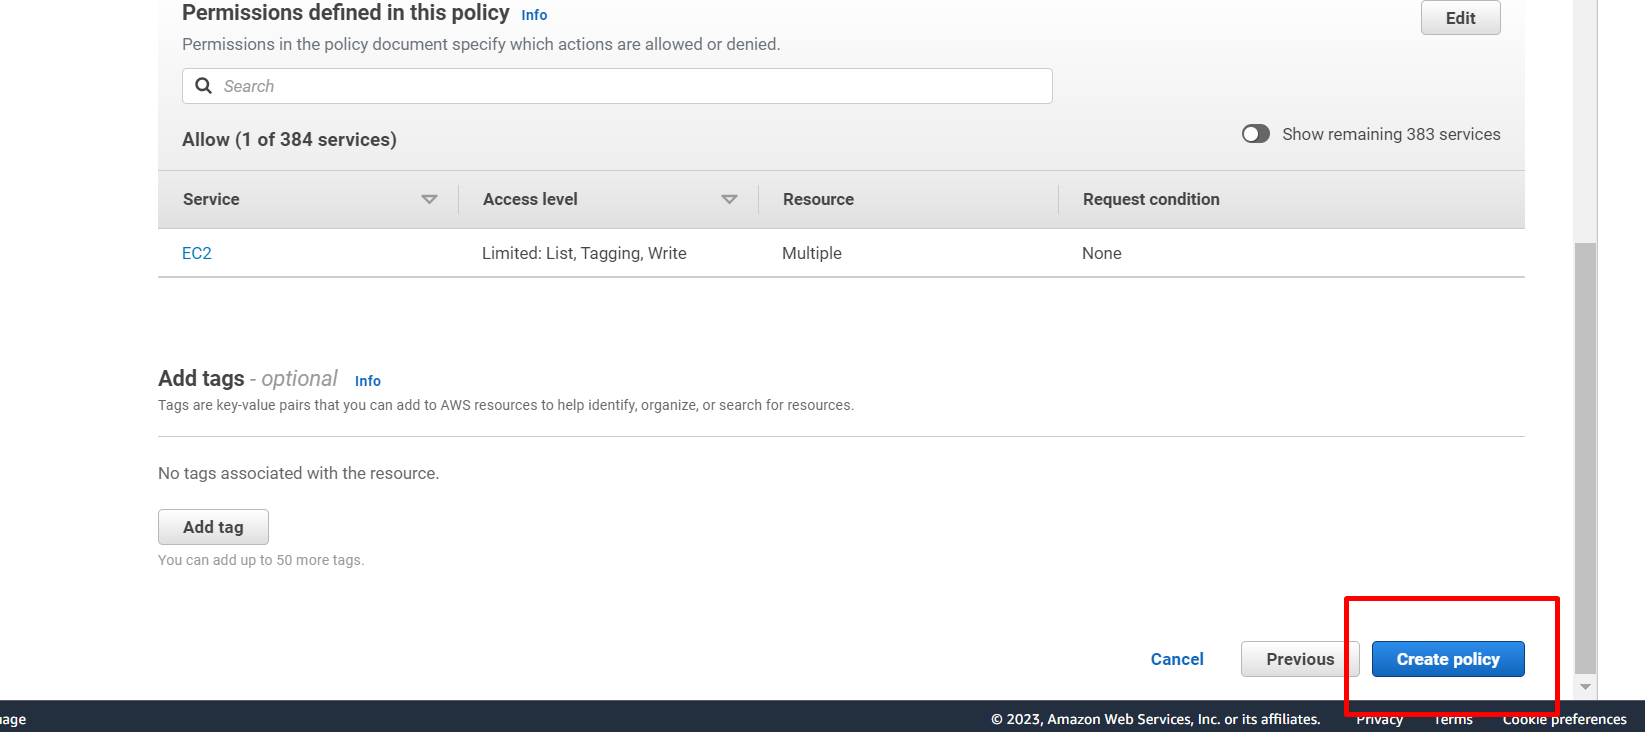 Permissions defined in this policy Info
Edit
Permissions in the policy document specify which actions are allowed or denied.
Search
Allow (1 of 384 services)
Show remaining 383 services
Service Access level Resource Request condition
EC2 Limited: List, Tagging, Write Multiple None
Add tags - optional Info
Tags are key-value pairs that you can add to AWS resources to help identify, organize, or search for resources.
No tags associated with the resource.
Add tag
You can add up to 50 more tags.
Cancel Previous Create policy
© 2023, Amazon Web Services, Inc. or its affiliates. Privacy Terms Cookie preferences